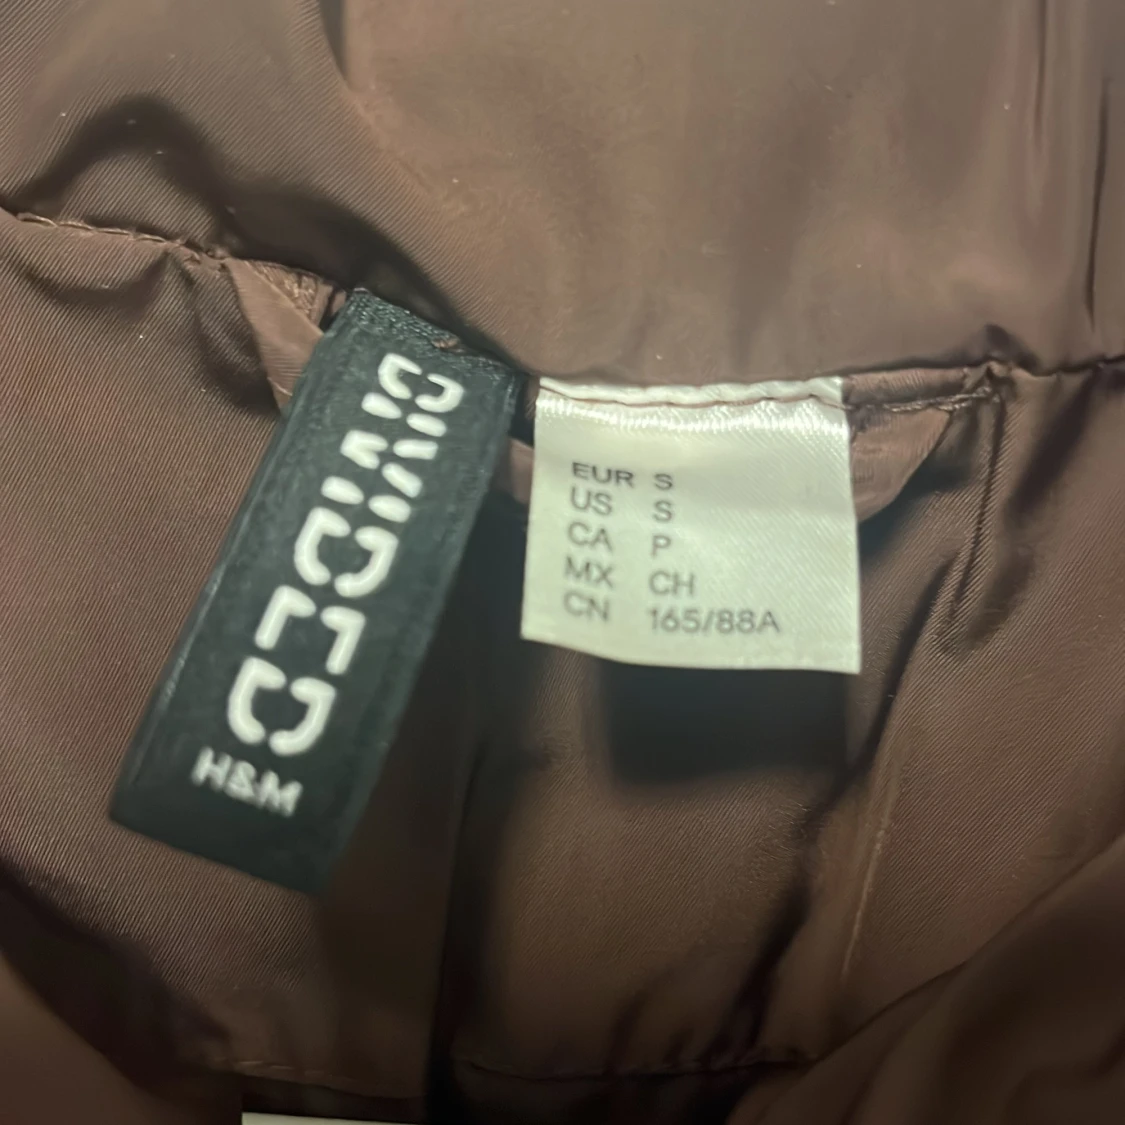 DIVIDED
H&M
EUR S
US S
CA P
MX CH
CN 165/88A